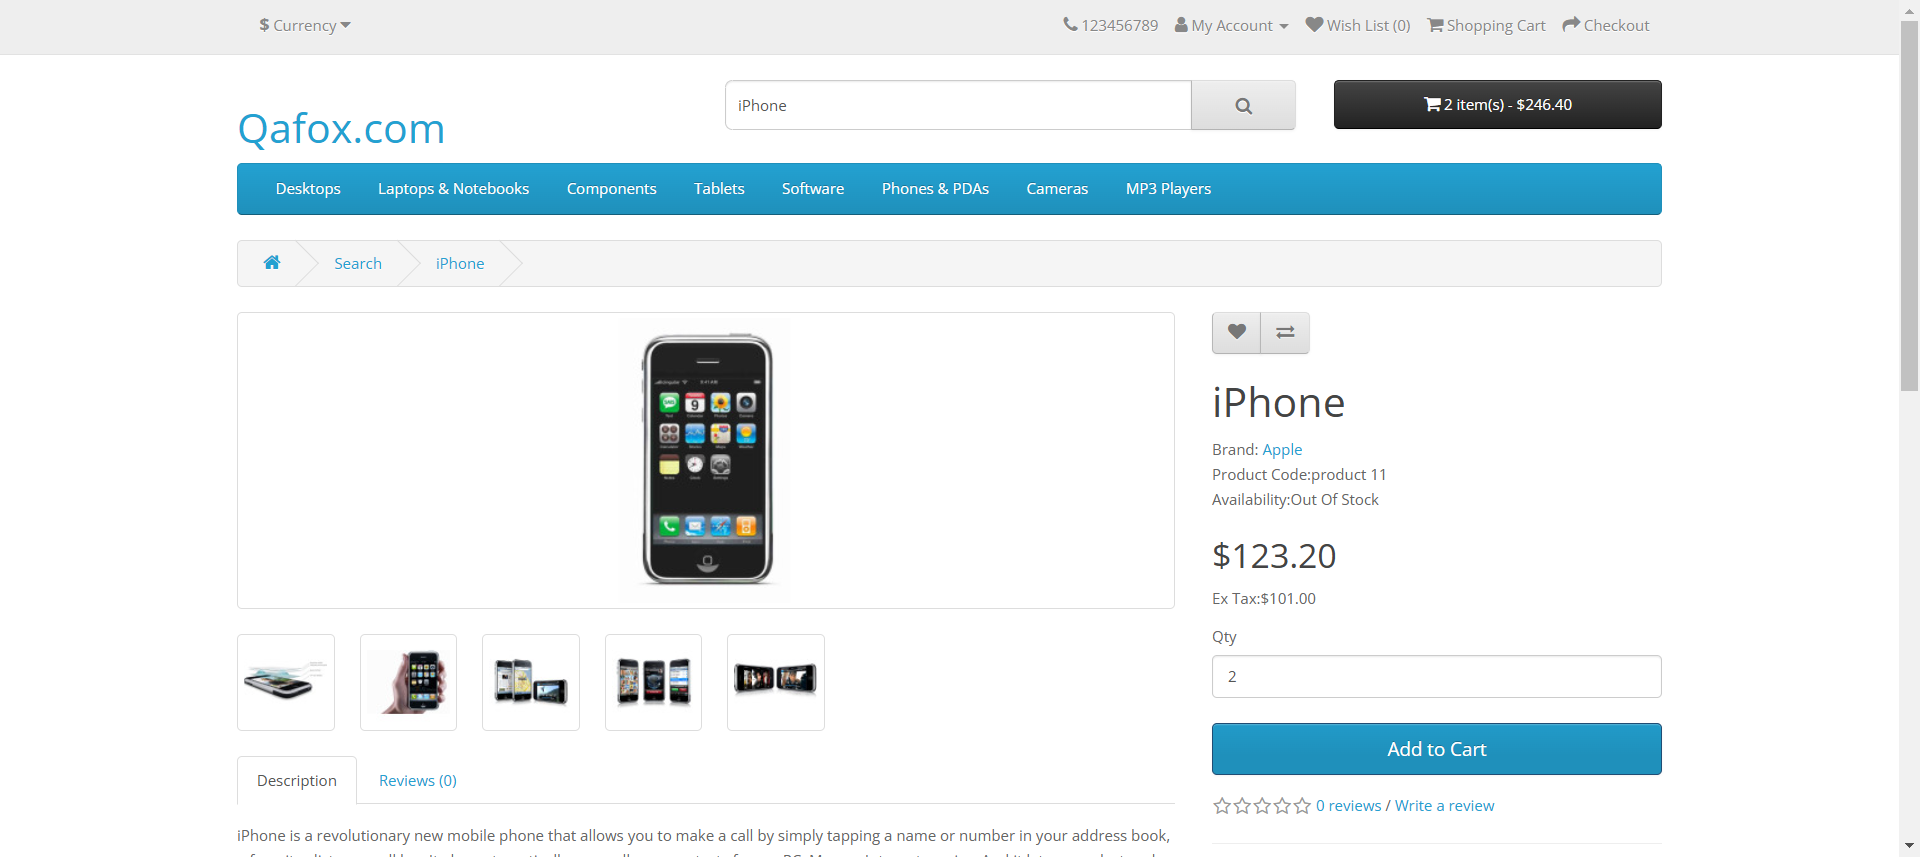 $ Currency
123456789 My Account Wish List (0) Shopping Cart Checkout
Qafox.com
iPhone
2 item(s) - $246.40
Desktops Laptops & Notebooks Components Tablets Software Phones & PDAs Cameras MP3 Players
Search iPhone
iPhone
Brand: Apple
Product Code:product 11
Availability:Out Of Stock
$123.20
Ex Tax:$101.00
Qty
2
Add to Cart
0 reviews / Write a review
Description Reviews (0)
iPhone is a revolutionary new mobile phone that allows you to make a call by simply tapping a name or number in your address book,